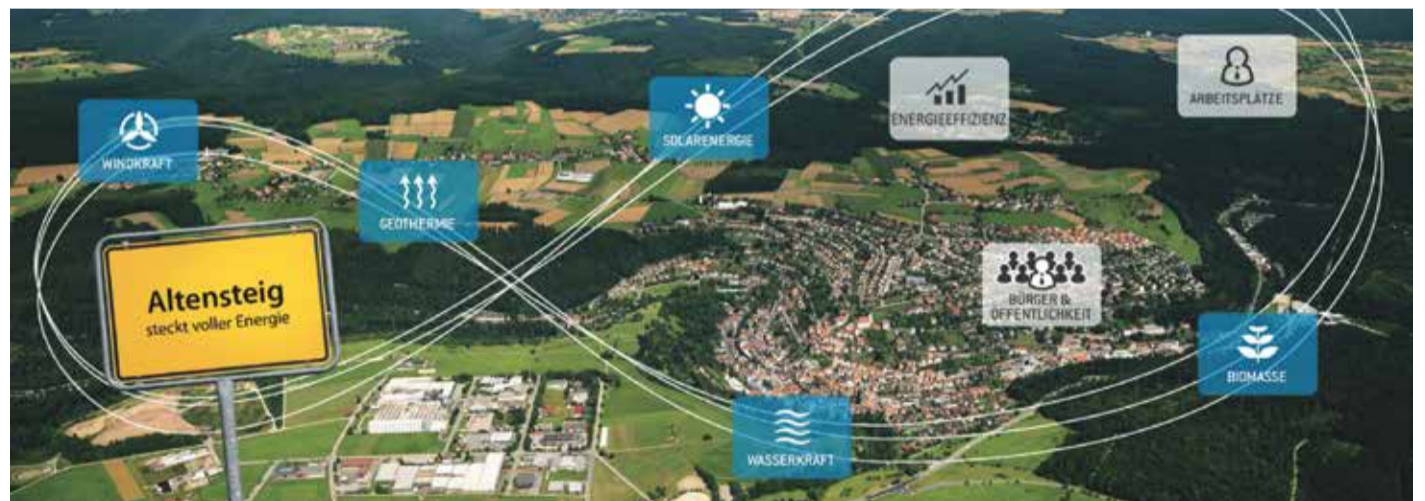 WINDKRAFT
GEOTHERMIE
SOLARENERGIE
ENERGIEEFFIZIENZ
ARBEITSPLÄTZE
Altensteig
steckt voller Energie
BÜRGER &
ÖFFENTLICHKEIT
BIOMASSE
WASSERKRAFT